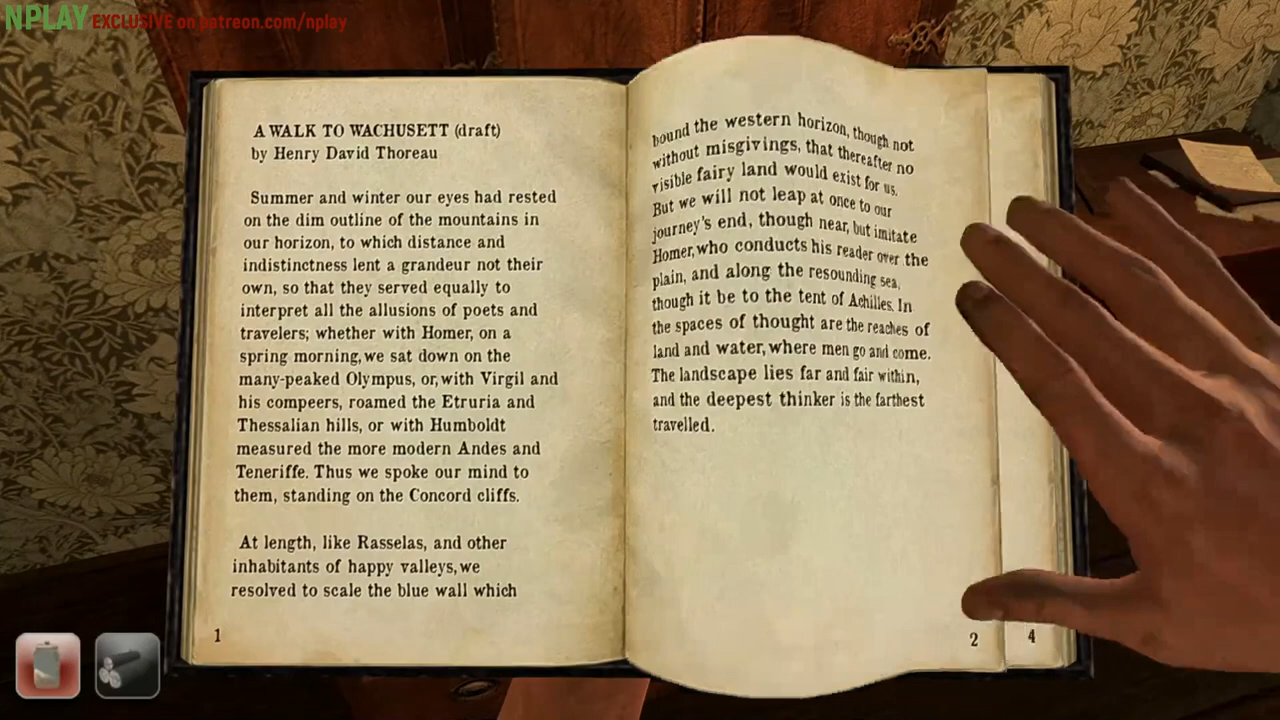 NPLAY EXCLUSIVE on patreon.com/nplay
A WALK TO WACHUSETT (draft)
by Henry David Thoreau
Summer and winter our eyes had rested
on the dim outline of the mountains in
our horizon, to which distance and
indistinctness lent a grandeur not their
own, so that they served equally to
interpret all the allusions of poets and
travelers; whether with Homer, on a
spring morning, we sat down on the
many-peaked Olympus, or, with Virgil and
his compeers, roamed the Etruria and
Thessalian hills, or with Humboldt
measured the more modern Andes and
Teneriffe. Thus we spoke our mind to
them, standing on the Concord cliffs.
At length, like Rasselas, and other
inhabitants of happy valleys, we
resolved to scale the blue wall which
1
bound the western horizon, though not
without misgivings, that thereafter no
visible fairy land would exist for us.
But we will not leap at once to our
journey's end, though near, but imitate
Homer, who conducts his reader over the
plain, and along the resounding sea,
though it be to the tent of Achilles. In
the spaces of thought are the reaches of
land and water, where men go and come.
The landscape lies far and fair within,
and the deepest thinker is the farthest
travelled.
2
4